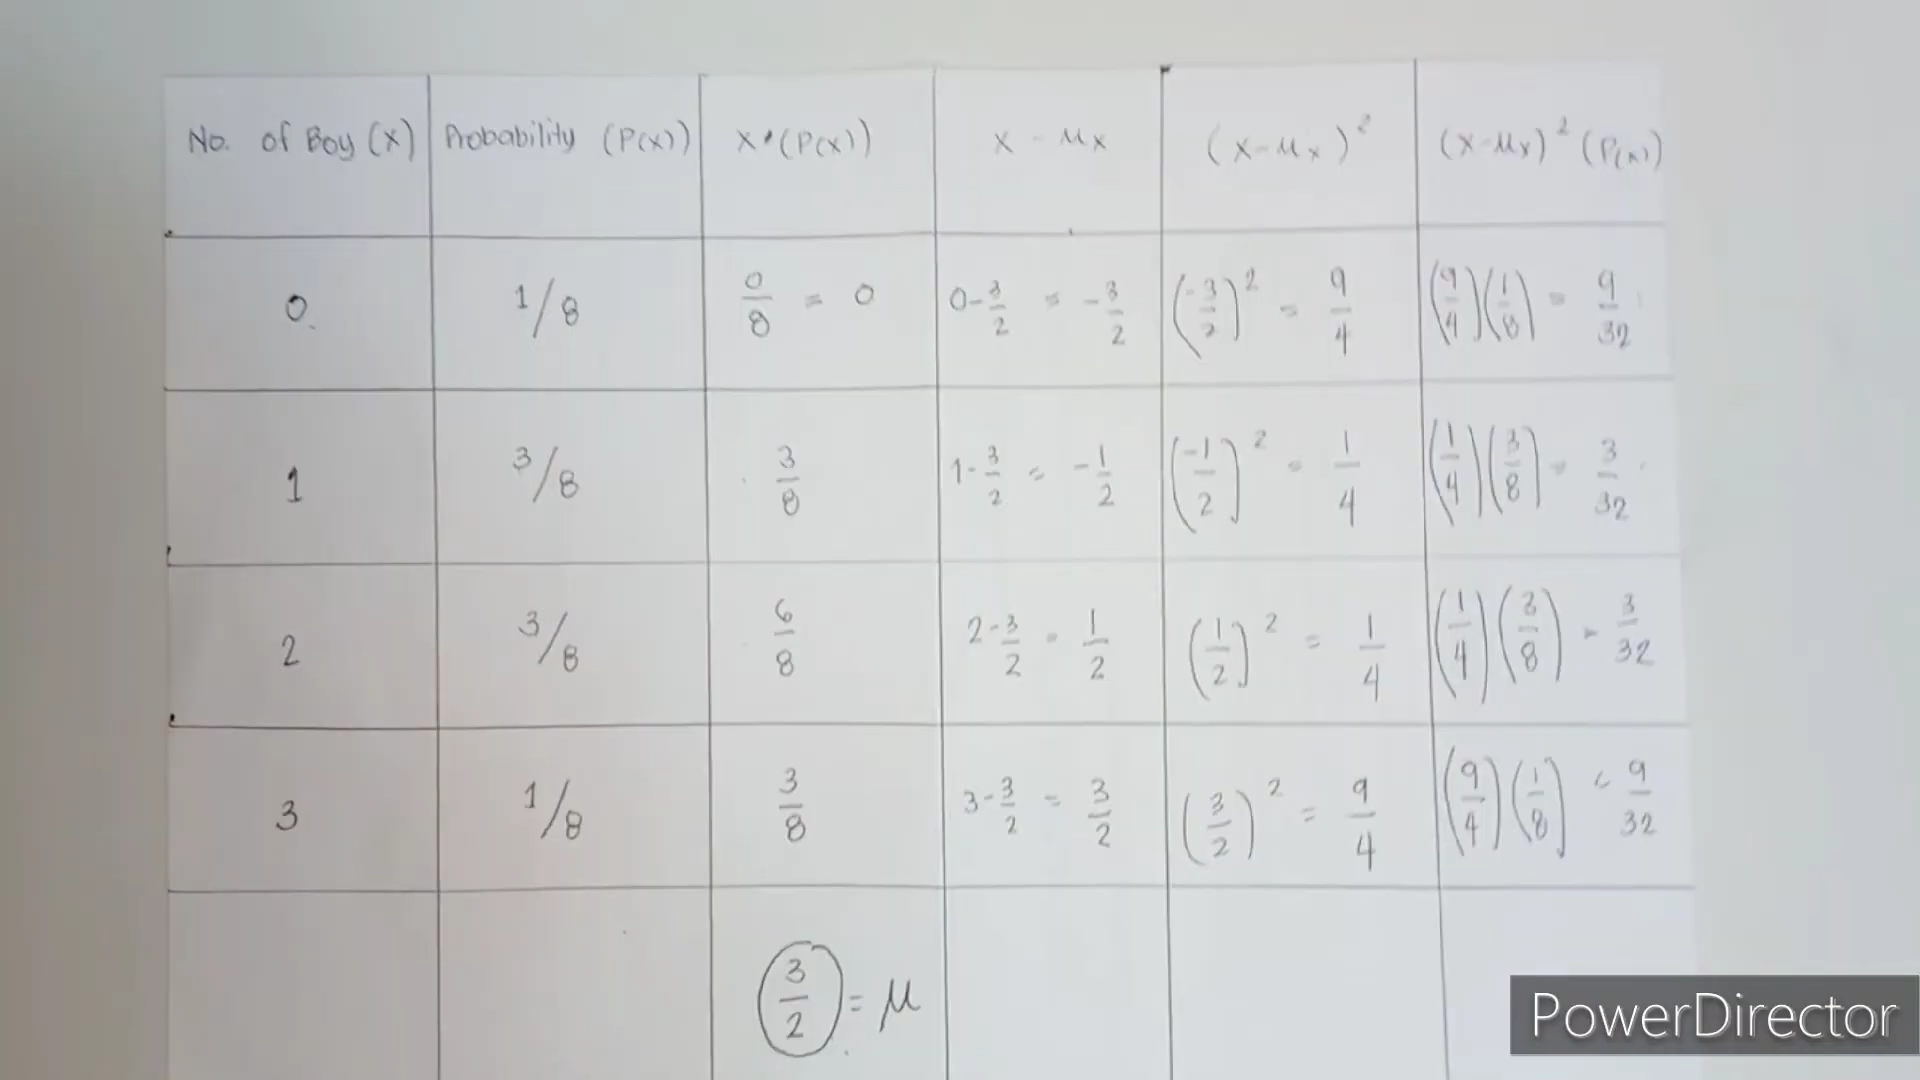 No. of Boy (X) Probability (P(x)) X•(P(x)) X - μx (X-μx)² (X-μx)² (P(x))
0 1/8 0/8 = 0 0-3/2 = -3/2 (-3/2)² = 9/4 (9/4)(1/8) = 9/32
1 3/8 3/8 1-3/2 = -1/2 (-1/2)² = 1/4 (1/4)(3/8) = 3/32
2 3/8 6/8 2-3/2 = 1/2 (1/2)² = 1/4 (1/4)(3/8) = 3/32
3 1/8 3/8 3-3/2 = 3/2 (3/2)² = 9/4 (9/4)(1/8) = 9/32
3/2 = μ
PowerDirector